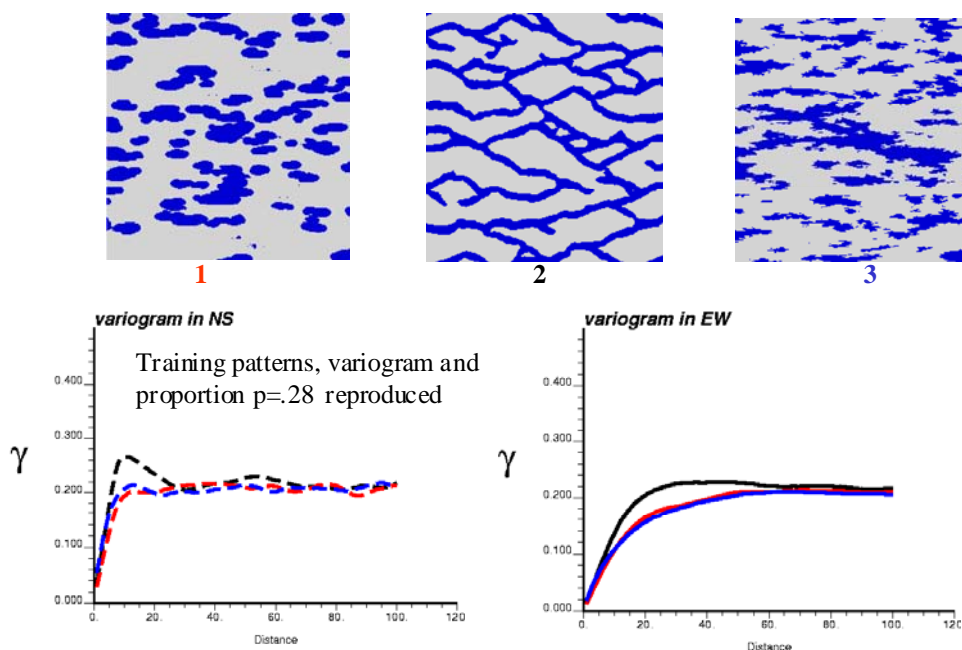 1 2 3
variogram in NS
Training patterns, variogram and
proportion p=.28 reproduced
γ
0.400
0.300
0.200
0.100
0.000
0. 20. 40. 60. 80. 100. 120
Distance
variogram in EW
γ
0.400
0.300
0.200
0.100
0.000
0. 20. 40. 60. 80. 100. 120
Distance